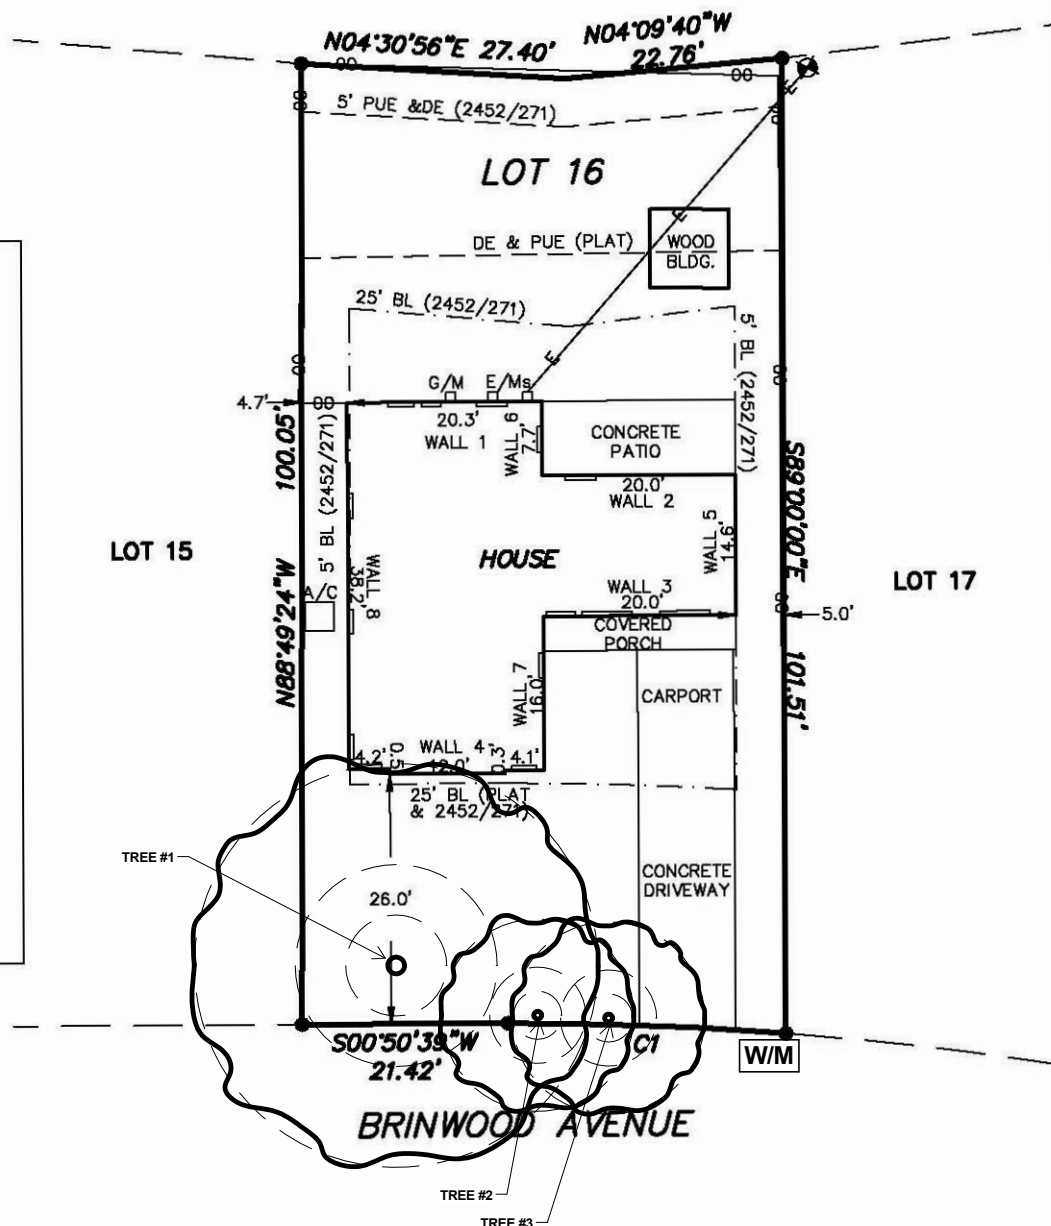 N04°30'56"E 27.40'
N04°09'40"W
22.76'
5' PUE &DE (2452/271)
E
LOT 16
E
DE & PUE (PLAT)
WOOD
BLDG.
25' BL (2452/271)
5' BL (2452/271)
E
G/M
E/Ms
4.7'
20.3'
WALL 1
WALL 6
7.7'
CONCRETE
PATIO
20.0'
WALL 2
N88°49'24"W 100.05'
5' BL (2452/271)
S89°00'00"E 101.51'
LOT 15
HOUSE
WALL 5
14.6'
LOT 17
WALL 8
38.2'
A/C
WALL 3
20.0'
5.0'
COVERED
PORCH
WALL 7
16.0'
CARPORT
4.2'
0.5'
WALL 4
12.0'
0.3'
4.1'
25' BL (PLAT
& 2452/271)
TREE #1
26.0'
CONCRETE
DRIVEWAY
S00°50'39"W
21.42'
C1
W/M
BRINWOOD AVENUE
TREE #2
TREE #3